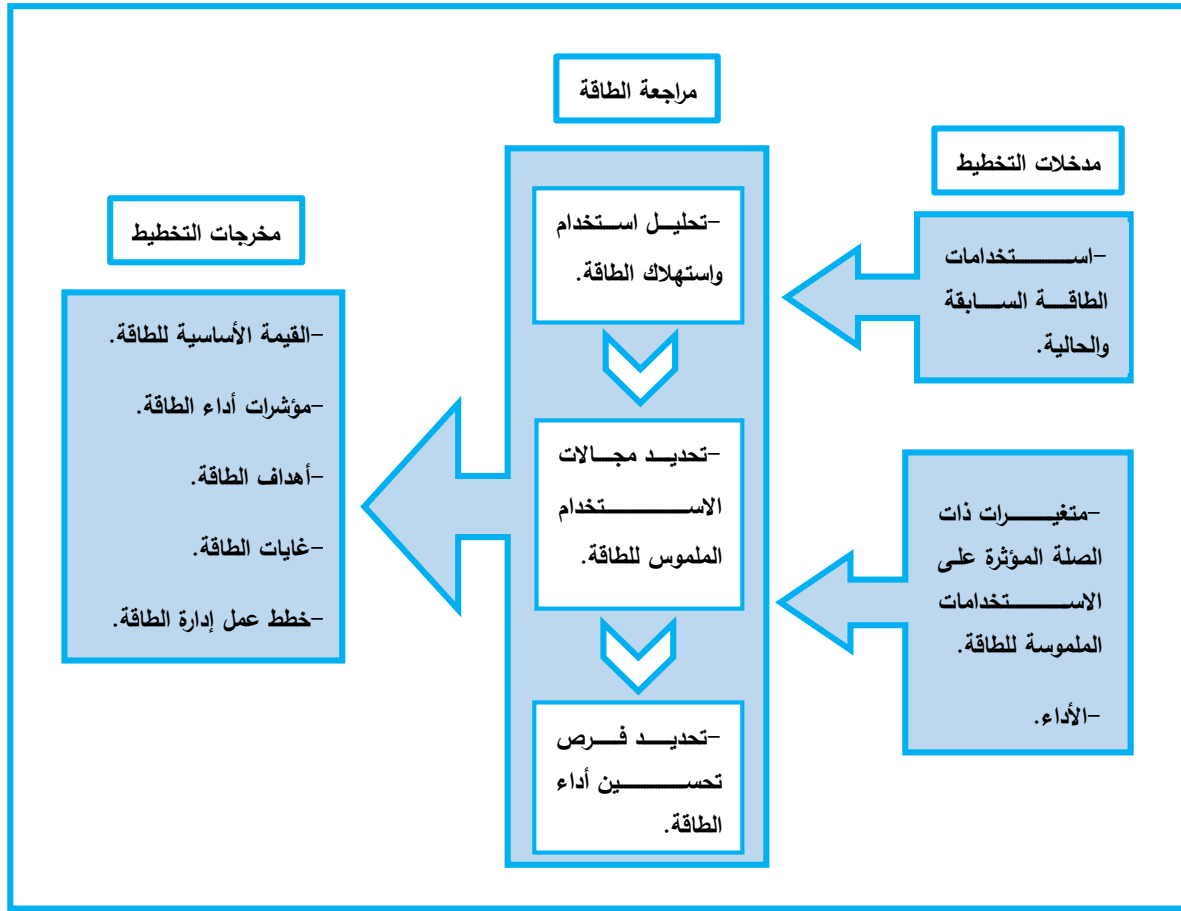 مدخلات التخطيط
-استخدامات
الطاقة السابقة
والحالية.
-متغيرات ذات
الصلة المؤثرة على
الاستخدامات
الملموسة للطاقة.
-الأداء.
مراجعة الطاقة
-تحليل استخدام
واستهلاك الطاقة.
-تحديد مجالات
الاستخدام
الملموس للطاقة.
-تحديد فرص
تحسين أداء
الطاقة.
مخرجات التخطيط
-القيمة الأساسية للطاقة.
-مؤشرات أداء الطاقة.
-أهداف الطاقة.
-غايات الطاقة.
-خطط عمل إدارة الطاقة.